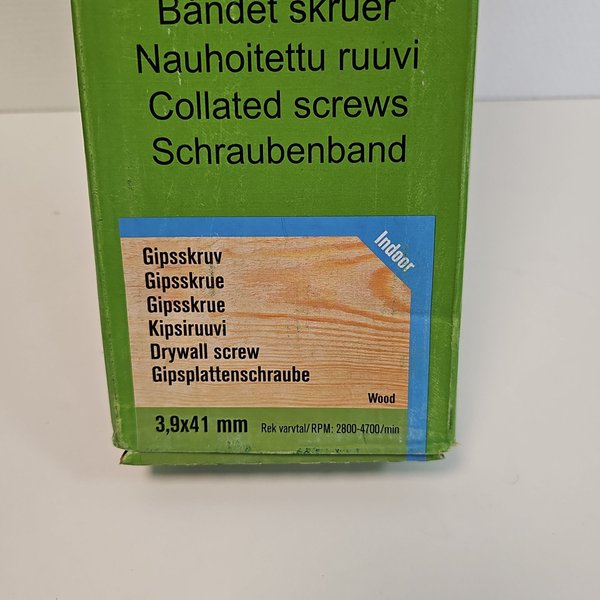 Båndet skruer
Nauhoitettu ruuvi
Collated screws
Schraubenband
Indoor
Gipsskruv
Gipsskrue
Gipsskrue
Kipsiruuvi
Drywall screw
Gipsplattenschraube
Wood
3,9x41 mm Rek varvtal/RPM: 2800-4700/min